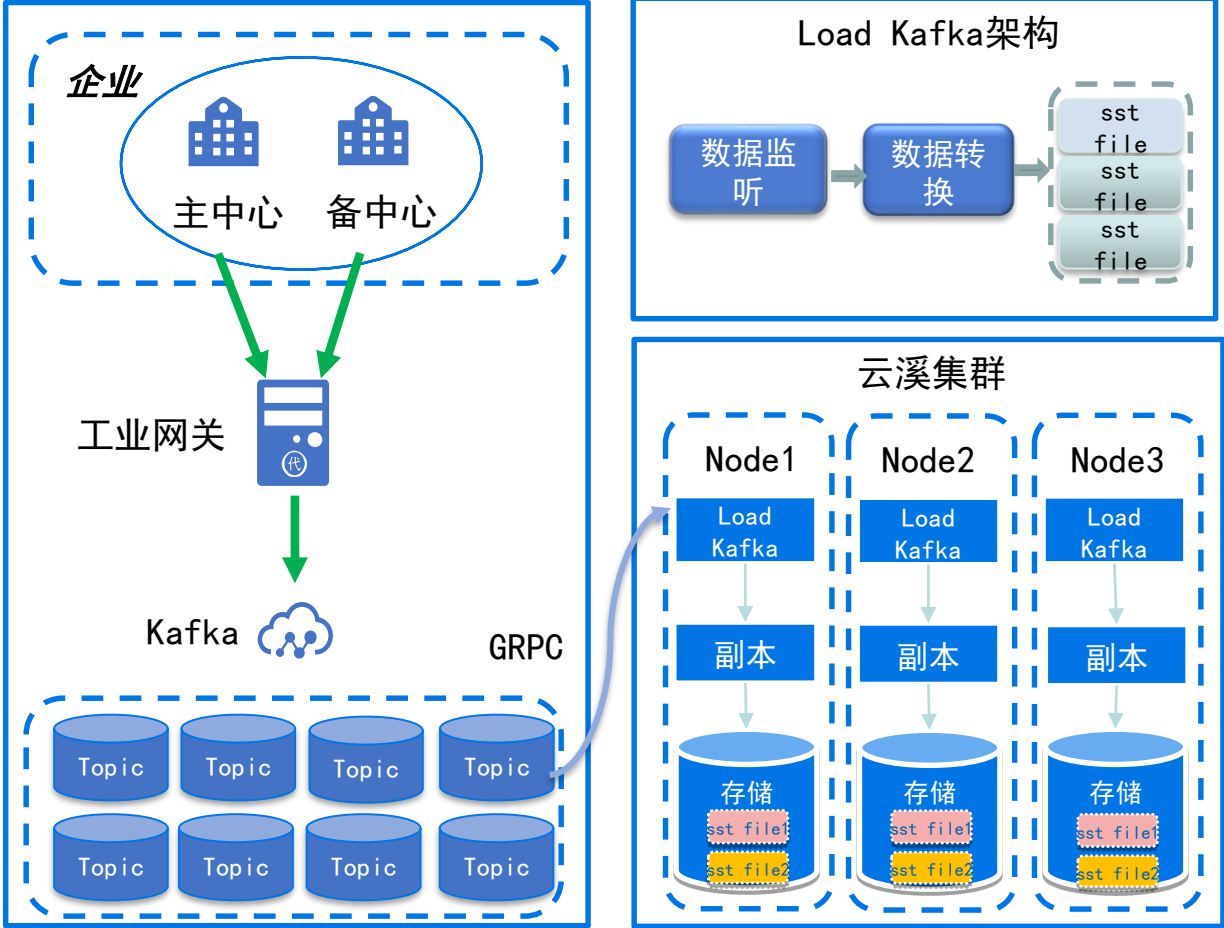 企业
主中心
备中心
工业网关
代
Kafka
GRPC
Topic
Topic
Topic
Topic
Topic
Topic
Topic
Topic
Load Kafka架构
数据监
听
数据转
换
sst
file
sst
file
sst
file
云溪集群
Node1
Load
Kafka
副本
存储
sst file1
sst file2
Node2
Load
Kafka
副本
存储
sst file1
sst file2
Node3
Load
Kafka
副本
存储
sst file1
sst file2